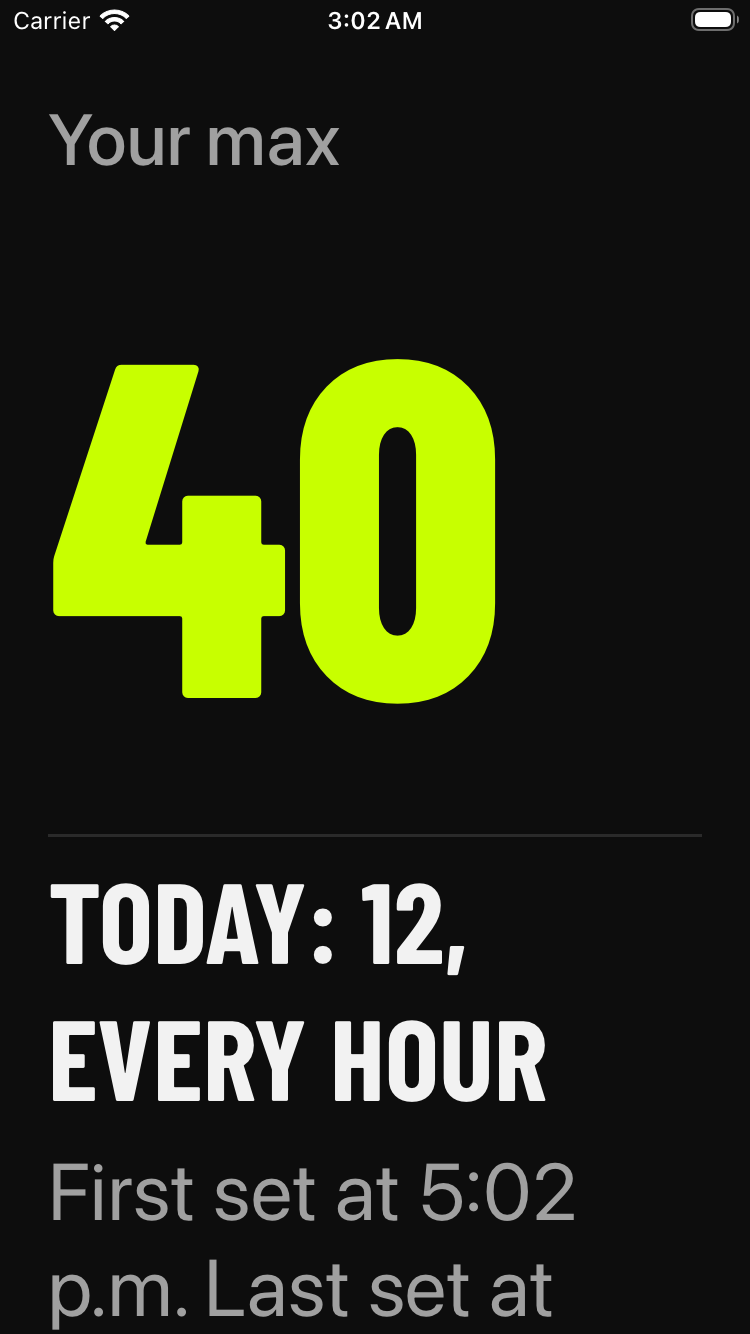 Carrier 3:02 AM
Your max
40
TODAY: 12,
EVERY HOUR
First set at 5:02
p.m. Last set at